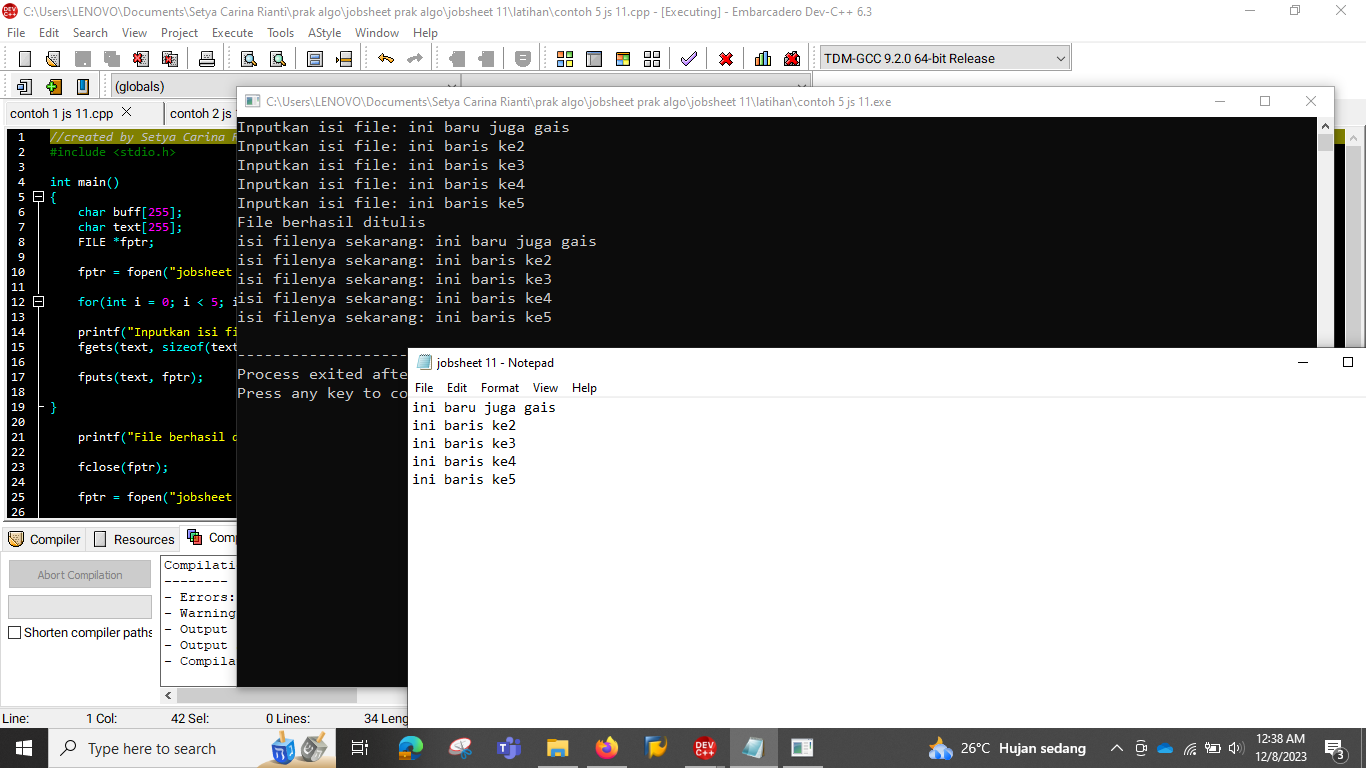 C:\Users\LENOVO\Documents\Setya Carina Rianti\prak algo\jobsheet prak algo\jobsheet 11\latihan\contoh 5 js 11.cpp - [Executing] - Embarcadero Dev-C++ 6.3
File Edit Search View Project Execute Tools AStyle Window Help
TDM-GCC 9.2.0 64-bit Release
(globals)
contoh 1 js 11.cpp contoh 2 js
1 //created by Setya Carina R
2 #include <stdio.h>
3
4 int main()
5 {
6 char buff[255];
7 char text[255];
8 FILE *fptr;
9
10 fptr = fopen("jobsheet
11
12 for(int i = 0; i < 5; i
13
14 printf("Inputkan isi fi
15 fgets(text, sizeof(text
16
17 fputs(text, fptr);
18
19 }
20
21 printf("File berhasil d
22
23 fclose(fptr);
24
25 fptr = fopen("jobsheet
26
C:\Users\LENOVO\Documents\Setya Carina Rianti\prak algo\jobsheet prak algo\jobsheet 11\latihan\contoh 5 js 11.exe
Inputkan isi file: ini baru juga gais
Inputkan isi file: ini baris ke2
Inputkan isi file: ini baris ke3
Inputkan isi file: ini baris ke4
Inputkan isi file: ini baris ke5
File berhasil ditulis
isi filenya sekarang: ini baru juga gais
isi filenya sekarang: ini baris ke2
isi filenya sekarang: ini baris ke3
isi filenya sekarang: ini baris ke4
isi filenya sekarang: ini baris ke5
-------------------
Process exited afte
Press any key to co
jobsheet 11 - Notepad
File Edit Format View Help
ini baru juga gais
ini baris ke2
ini baris ke3
ini baris ke4
ini baris ke5
Compiler Resources Com
Abort Compilation
Shorten compiler paths
Compilati
--------
- Errors:
- Warning
- Output
- Output
- Compila
Line: 1 Col: 42 Sel: 0 Lines: 34 Leng
Type here to search
DEV C++
26°C Hujan sedang
12:38 AM
12/8/2023
3